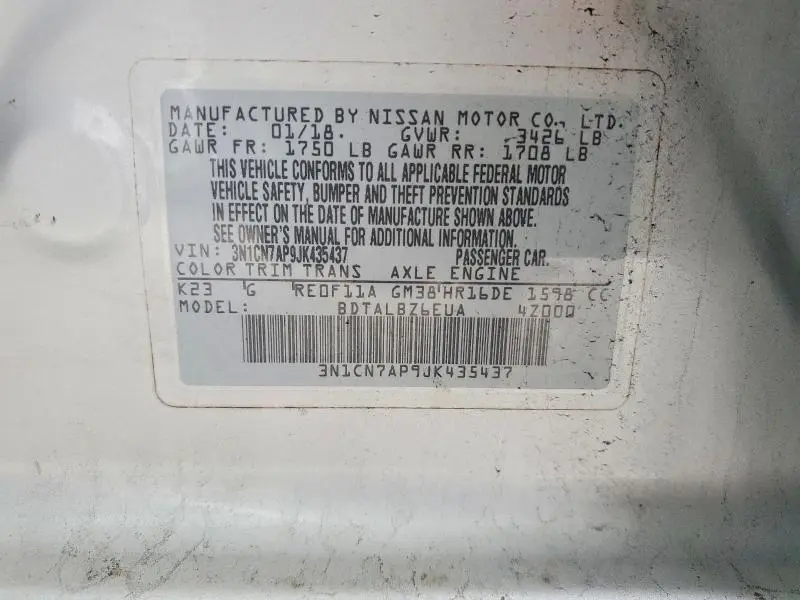 MANUFACTURED BY NISSAN MOTOR CO., LTD.
DATE: 01/18. GVWR: 3426 LB
GAWR FR: 1750 LB GAWR RR: 1708 LB
THIS VEHICLE CONFORMS TO ALL APPLICABLE FEDERAL MOTOR
VEHICLE SAFETY, BUMPER AND THEFT PREVENTION STANDARDS
IN EFFECT ON THE DATE OF MANUFACTURE SHOWN ABOVE.
SEE OWNER'S MANUAL FOR ADDITIONAL INFORMATION.
VIN: 3N1CN7AP9JK435437 PASSENGER CAR.
COLOR TRIM TRANS AXLE ENGINE
K23 G RE0F11A GM38 HR16DE 1598 CC
MODEL: BDTALBZ6EUA 4Z00Q
3N1CN7AP9JK435437